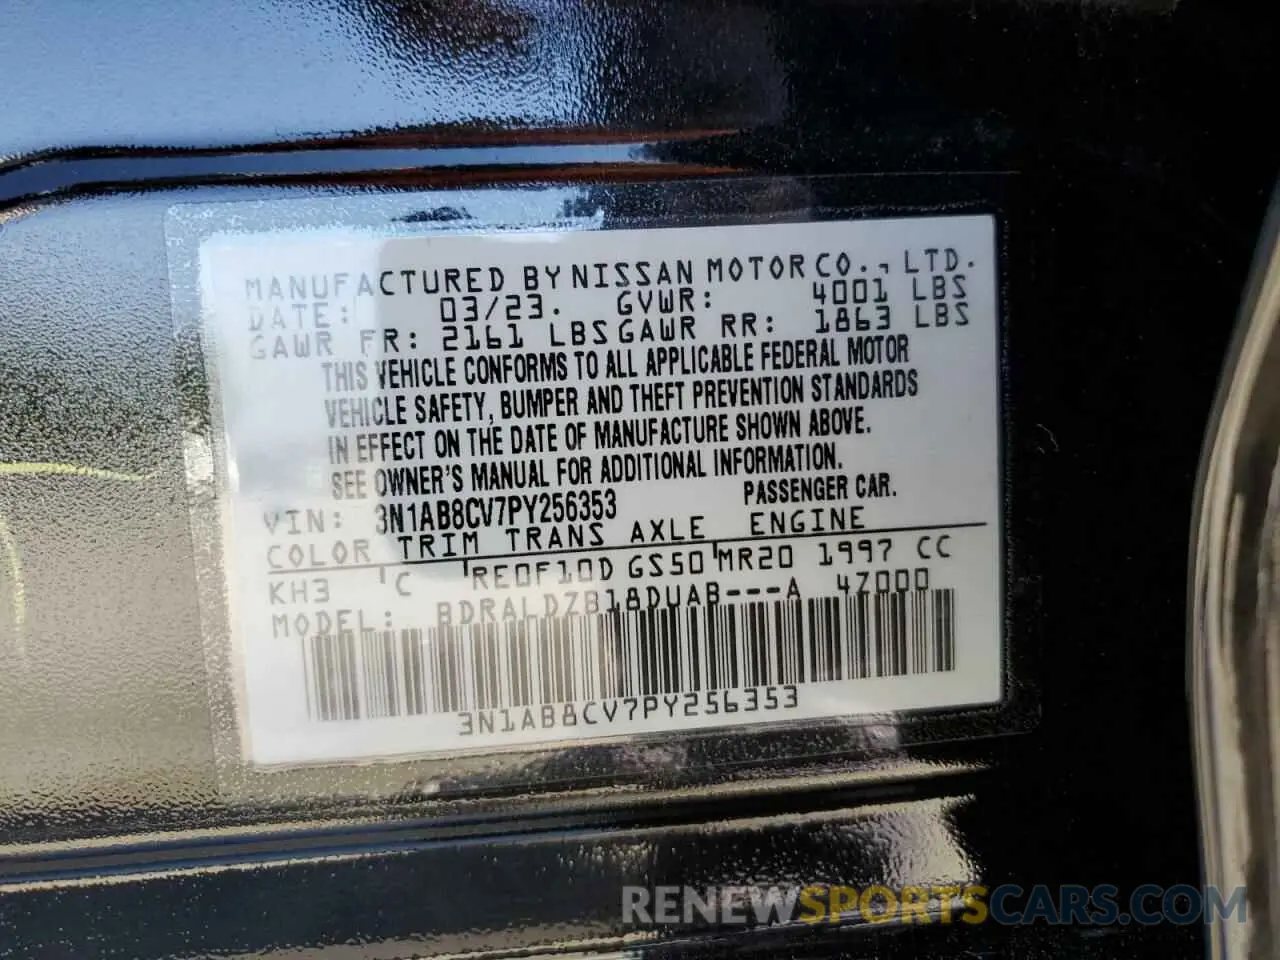 MANUFACTURED BY NISSAN MOTOR CO., LTD.
DATE: 03/23. GVWR: 4001 LBS
GAWR FR: 2161 LBS GAWR RR: 1863 LBS
THIS VEHICLE CONFORMS TO ALL APPLICABLE FEDERAL MOTOR
VEHICLE SAFETY, BUMPER AND THEFT PREVENTION STANDARDS
IN EFFECT ON THE DATE OF MANUFACTURE SHOWN ABOVE.
SEE OWNER'S MANUAL FOR ADDITIONAL INFORMATION.
VIN: 3N1AB8CV7PY256353 PASSENGER CAR.
COLOR TRIM TRANS AXLE ENGINE
KH3 C RE0F10D GS50 MR20 1997 CC
MODEL: BDRALDZB18DUAB---A 4Z000
3N1AB8CV7PY256353
RENEWSPORTSCARS.COM